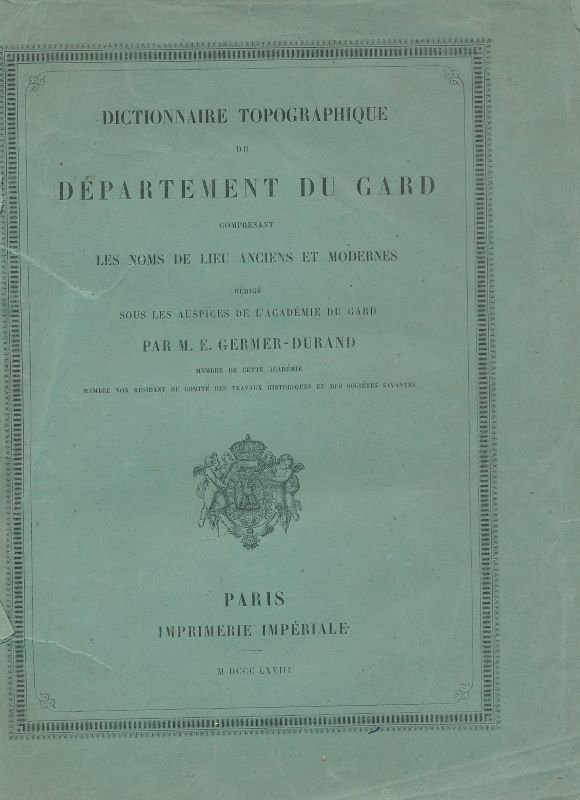 DICTIONNAIRE TOPOGRAPHIQUE
DU
DÉPARTEMENT DU GARD
COMPRENANT
LES NOMS DE LIEU ANCIENS ET MODERNES
RÉDIGÉ
SOUS LES AUSPICES DE L'ACADÉMIE DU GARD
PAR M. E. GERMER-DURAND
MEMBRE DE CETTE ACADÉMIE
MEMBRE NON RÉSIDANT DU COMITÉ DES TRAVAUX HISTORIQUES ET DES SOCIÉTÉS SAVANTES
PARIS
IMPRIMERIE IMPÉRIALE
M DCCC LXVIII